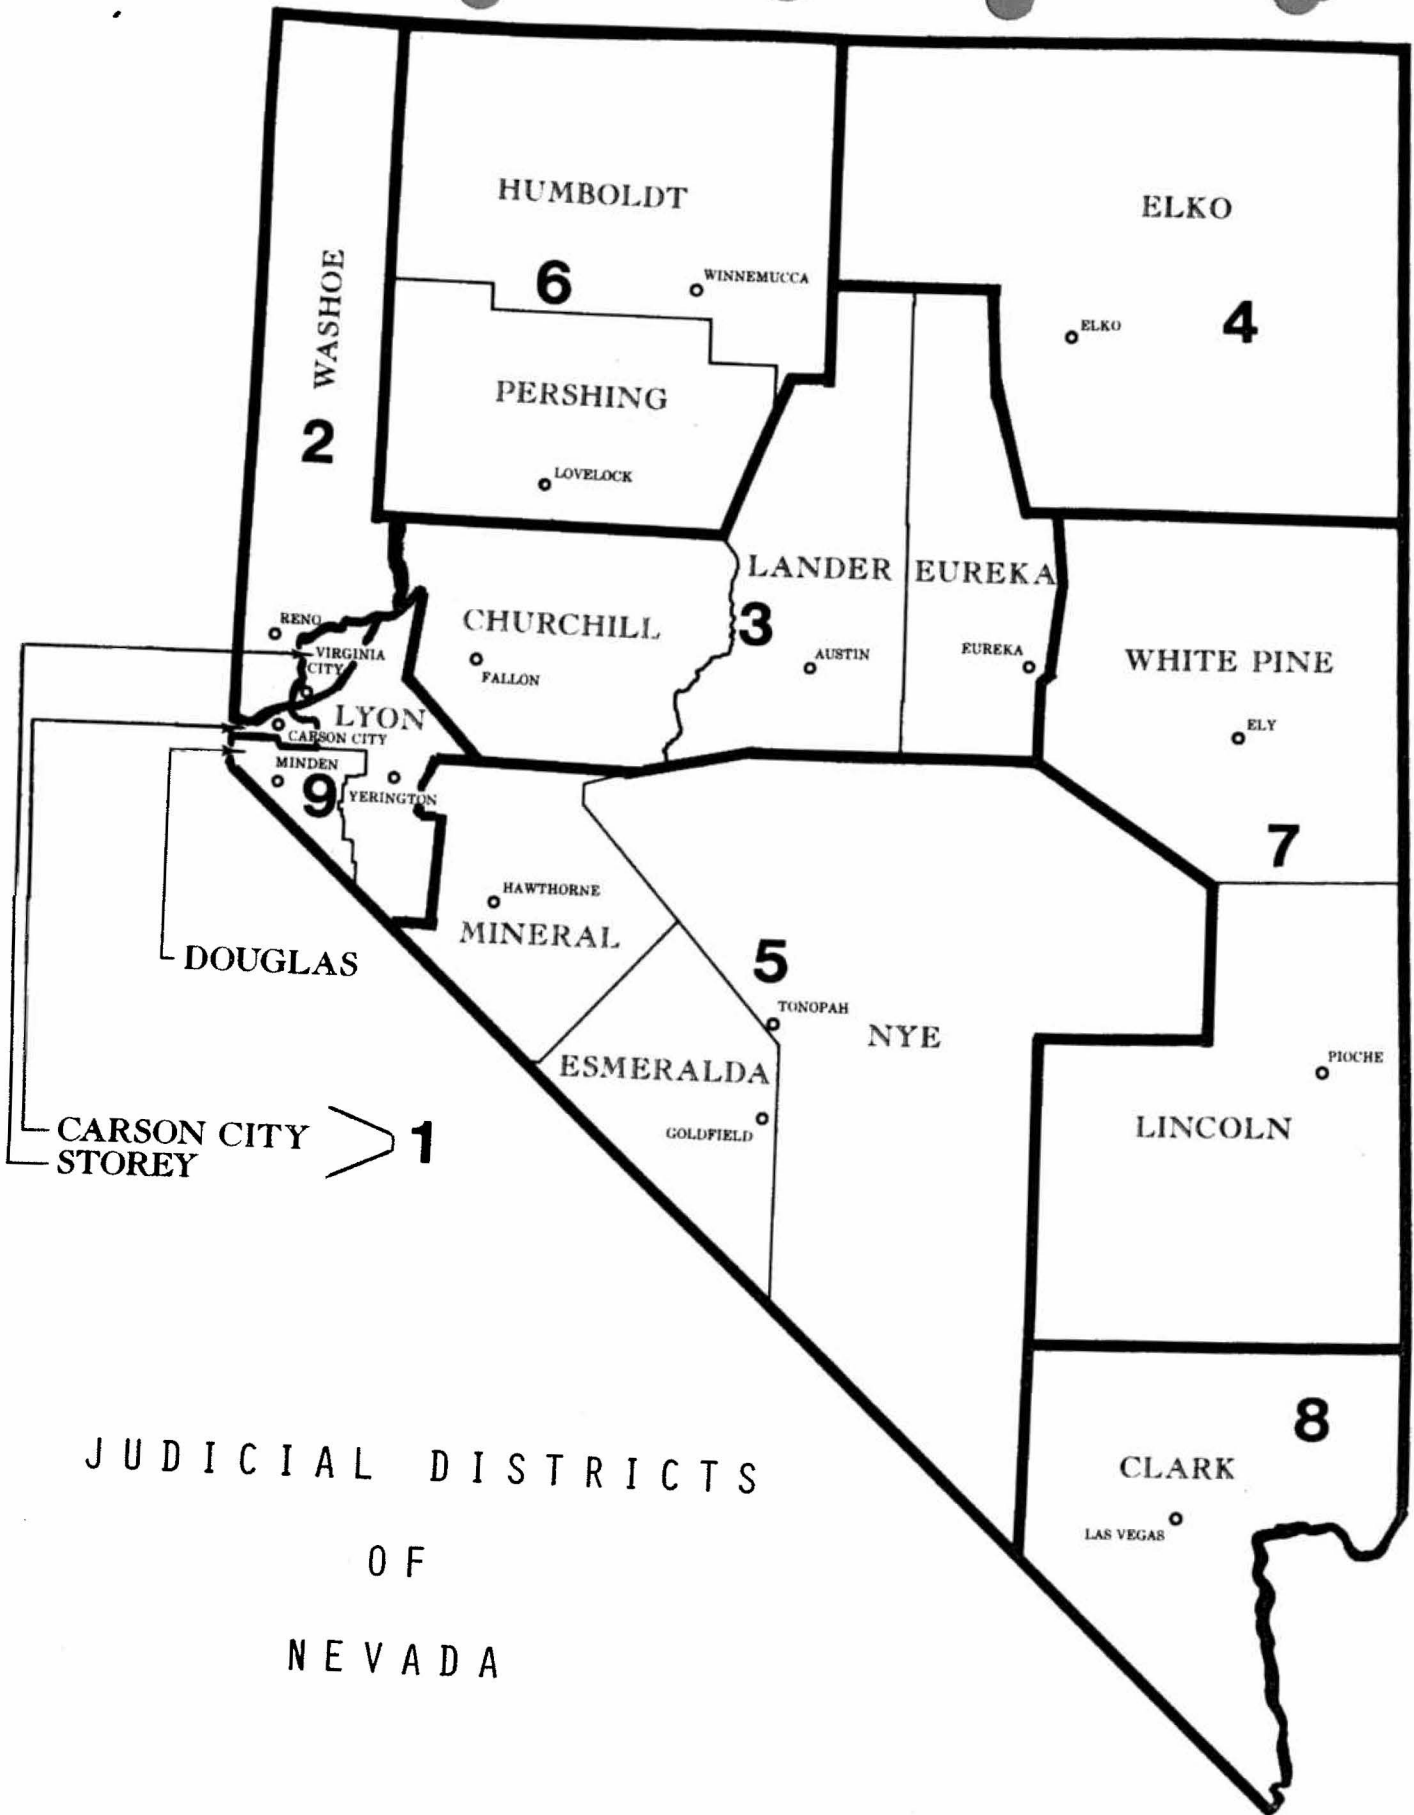 HUMBOLDT
ELKO
WASHOE
6
WINNEMUCCA
ELKO
4
PERSHING
2
LOVELOCK
LANDER
EUREKA
CHURCHILL
3
RENO
VIRGINIA
CITY
AUSTIN
EUREKA
WHITE PINE
FALLON
LYON
CARSON CITY
ELY
MINDEN
9
YERINGTON
7
HAWTHORNE
MINERAL
5
DOUGLAS
TONOPAH
NYE
ESMERALDA
PIOCHE
GOLDFIELD
LINCOLN
CARSON CITY
STOREY
1
8
CLARK
LAS VEGAS
JUDICIAL DISTRICTS
OF
NEVADA